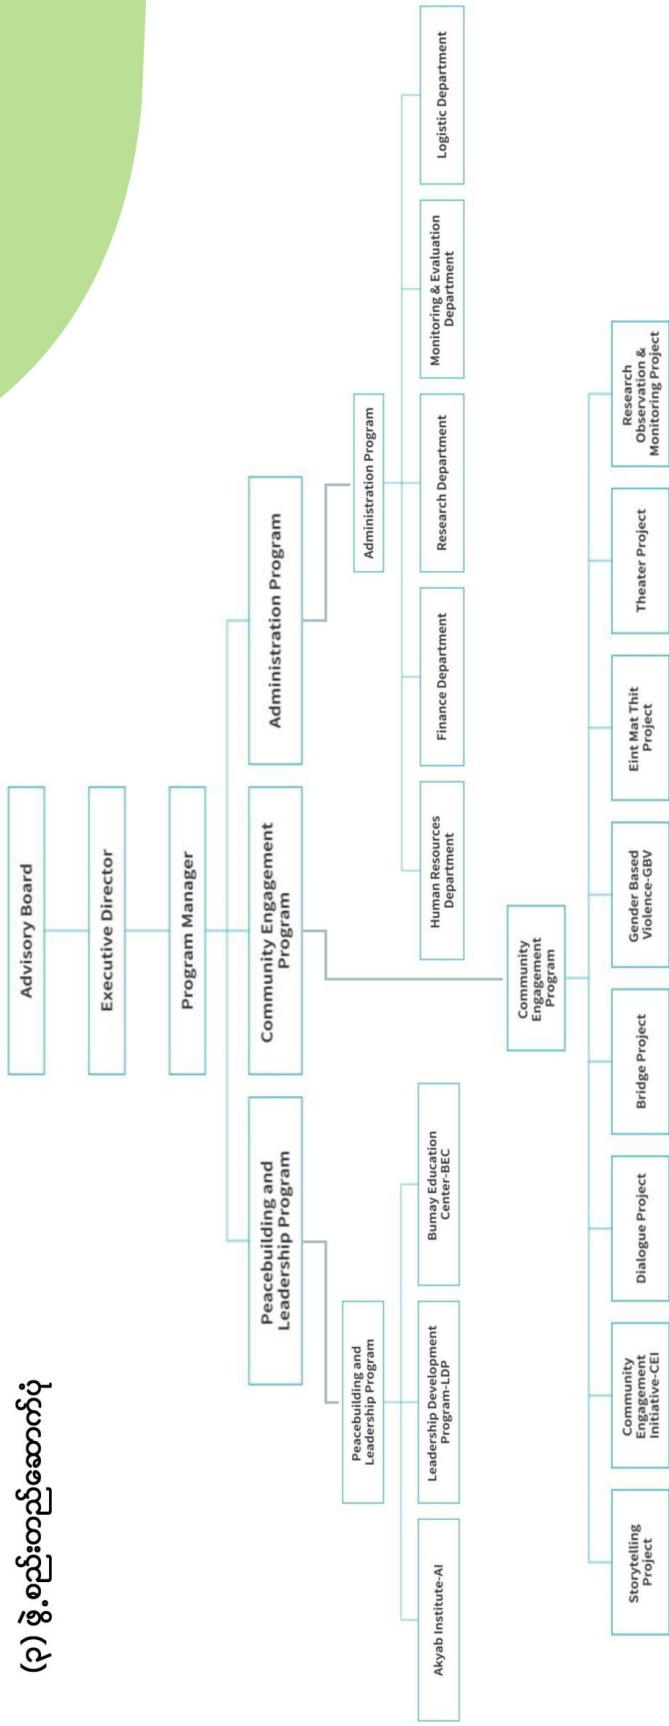 (၃) ဖွဲ့စည်းတည်ဆောက်ပုံ
Advisory Board
Executive Director
Program Manager
Peacebuilding and
Leadership Program
Community Engagement
Program
Administration Program
Peacebuilding and
Leadership Program
Akyab Institute-AI
Leadership Development
Program-LDP
Bumay Education
Center-BEC
Administration Program
Human Resources
Department
Finance Department
Research Department
Monitoring & Evaluation
Department
Logistic Department
Community
Engagement
Program
Storytelling
Project
Community
Engagement
Initiative-CEI
Dialogue Project
Bridge Project
Gender Based
Violence-GBV
Eint Mat Thit
Project
Theater Project
Research
Observation &
Monitoring Project